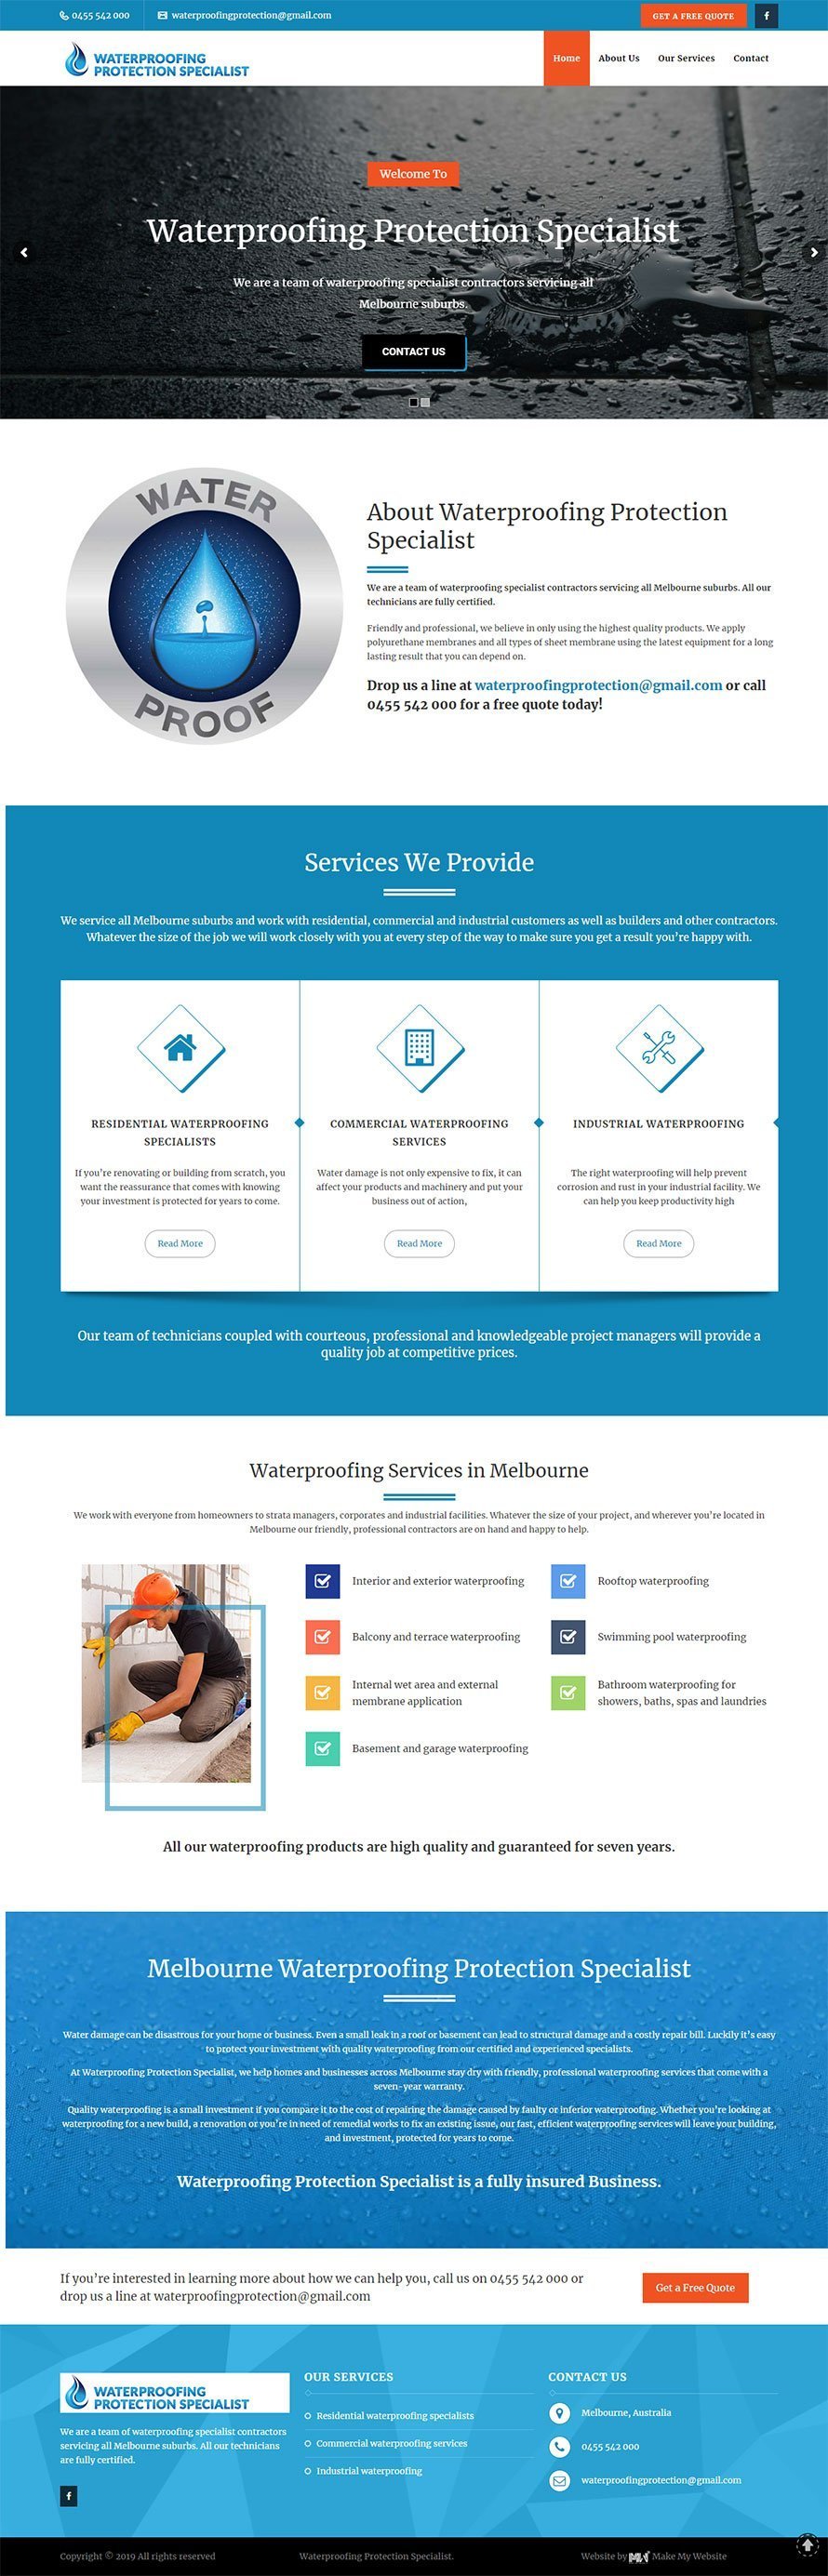 0455 542 000
waterproofingprotection@gmail.com
GET A FREE QUOTE
WATERPROOFING
PROTECTION SPECIALIST
Home
About Us
Our Services
Contact
Welcome To
Waterproofing Protection Specialist
We are a team of waterproofing specialist contractors servicing all
Melbourne suburbs.
CONTACT US
WATER
PROOF
About Waterproofing Protection
Specialist
We are a team of waterproofing specialist contractors servicing all Melbourne suburbs. All our
technicians are fully certified.
Friendly and professional, we believe in only using the highest quality products. We apply
polyurethane membranes and all types of sheet membrane using the latest equipment for a long
lasting result that you can depend on.
Drop us a line at waterproofingprotection@gmail.com or call
0455 542 000 for a free quote today!
Services We Provide
We service all Melbourne suburbs and work with residential, commercial and industrial customers as well as builders and other contractors.
Whatever the size of the job we will work closely with you at every step of the way to make sure you get a result you're happy with.
RESIDENTIAL WATERPROOFING
SPECIALISTS
If you're renovating or building from scratch, you
want the reassurance that comes with knowing
your investment is protected for years to come.
Read More
COMMERCIAL WATERPROOFING
SERVICES
Water damage is not only expensive to fix, it can
affect your products and machinery and put your
business out of action,
Read More
INDUSTRIAL WATERPROOFING
The right waterproofing will help prevent
corrosion and rust in your industrial facility. We
can help you keep productivity high
Read More
Our team of technicians coupled with courteous, professional and knowledgeable project managers will provide a
quality job at competitive prices.
Waterproofing Services in Melbourne
We work with everyone from homeowners to strata managers, corporates and industrial facilities. Whatever the size of your project, and wherever you're located in
Melbourne our friendly, professional contractors are on hand and happy to help.
Interior and exterior waterproofing
Rooftop waterproofing
Balcony and terrace waterproofing
Swimming pool waterproofing
Internal wet area and external
membrane application
Bathroom waterproofing for
showers, baths, spas and laundries
Basement and garage waterproofing
All our waterproofing products are high quality and guaranteed for seven years.
Melbourne Waterproofing Protection Specialist
Water damage can be disastrous for your home or business. Even a small leak in a roof or basement can lead to structural damage and a costly repair bill. Luckily it's easy
to protect your investment with quality waterproofing from our certified and experienced specialists.
At Waterproofing Protection Specialist, we help homes and businesses across Melbourne stay dry with friendly, professional waterproofing services that come with a
seven-year warranty.
Quality waterproofing is a small investment if you compare it to the cost of repairing the damage caused by faulty or inferior waterproofing. Whether you're looking at
waterproofing for a new build, a renovation or you're in need of remedial works to fix an existing issue, our fast, efficient waterproofing services will leave your building,
and investment, protected for years to come.
Waterproofing Protection Specialist is a fully insured Business.
If you're interested in learning more about how we can help you, call us on 0455 542 000 or
drop us a line at waterproofingprotection@gmail.com
Get a Free Quote
WATERPROOFING
PROTECTION SPECIALIST
We are a team of waterproofing specialist contractors
servicing all Melbourne suburbs. All our technicians
are fully certified.
OUR SERVICES
Residential waterproofing specialists
Commercial waterproofing services
Industrial waterproofing
CONTACT US
Melbourne, Australia
0455 542 000
waterproofingprotection@gmail.com
Copyright © 2019 All rights reserved
Waterproofing Protection Specialist.
Website by Make My Website